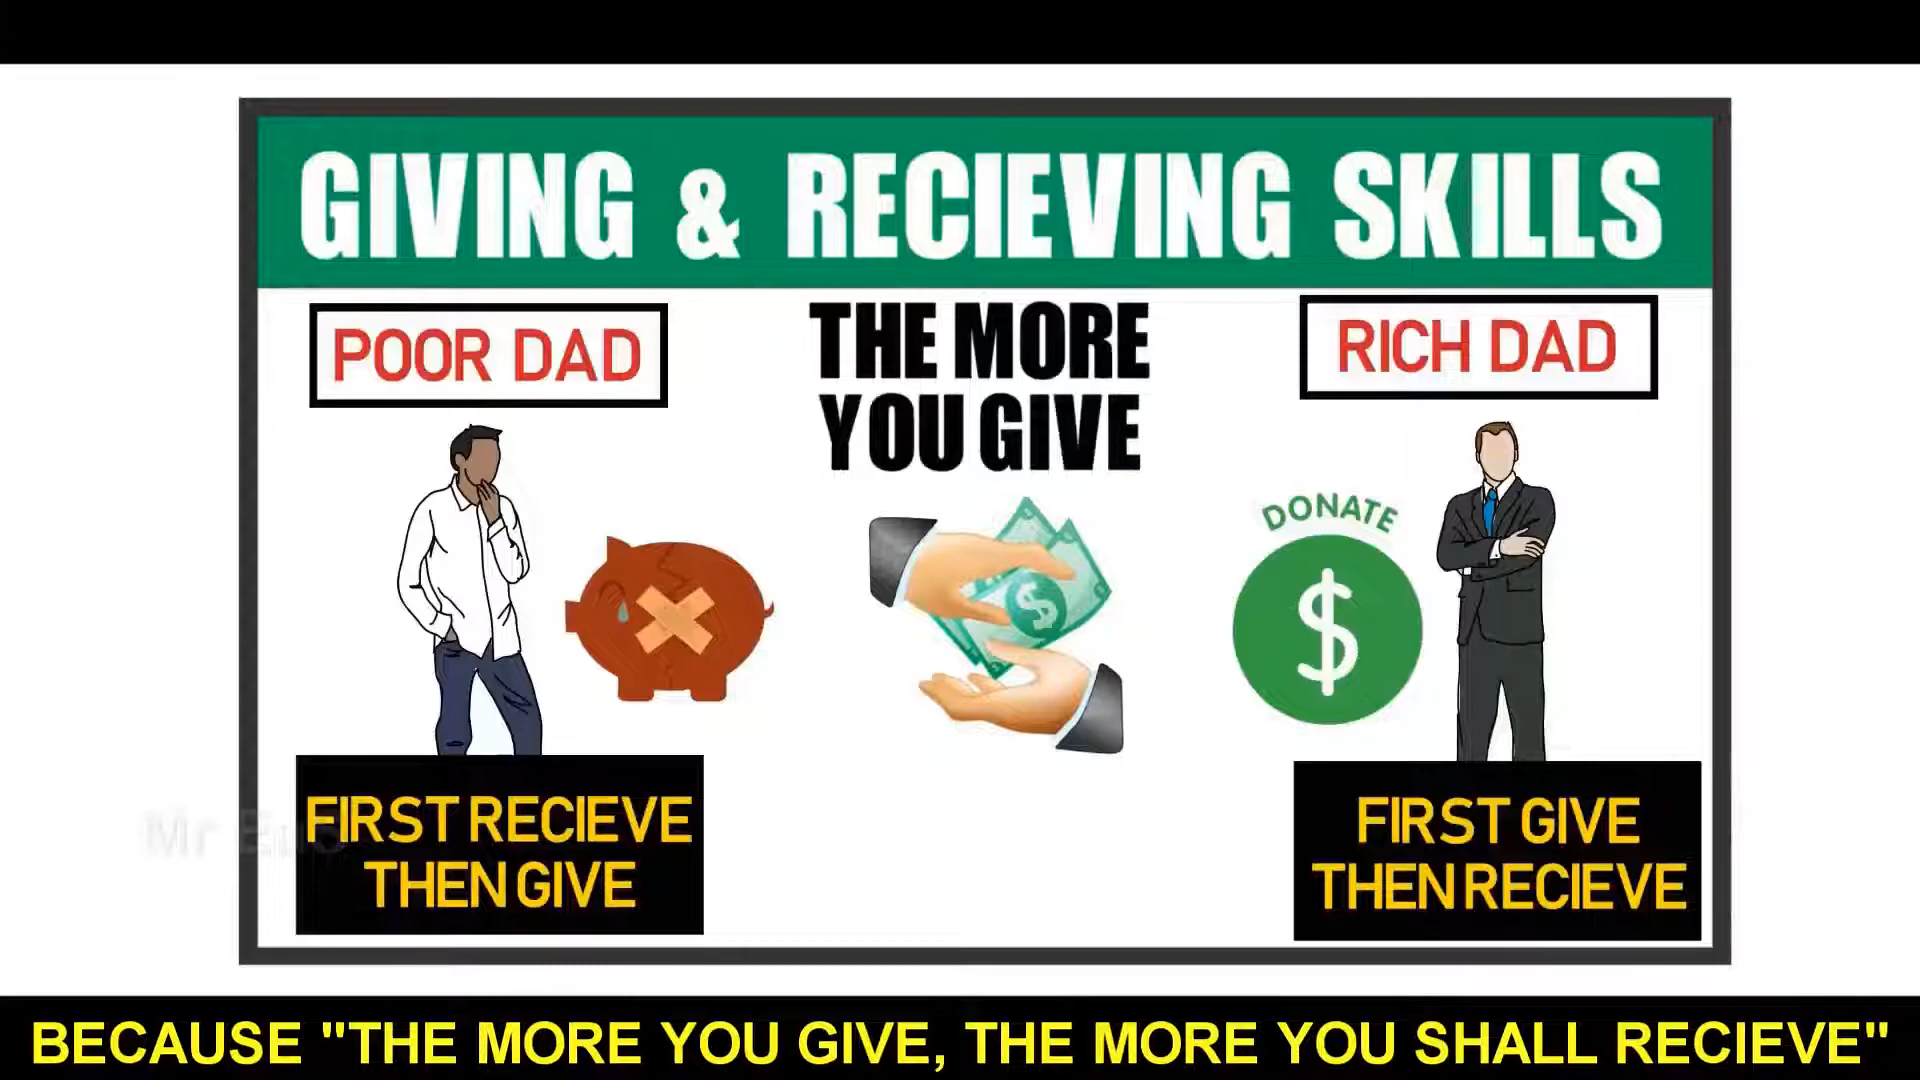 GIVING & RECIEVING SKILLS
POOR DAD
THE MORE
YOU GIVE
RICH DAD
DONATE
$
$
FIRST RECIEVE
THEN GIVE
FIRST GIVE
THEN RECIEVE
Mr
BECAUSE "THE MORE YOU GIVE, THE MORE YOU SHALL RECIEVE"